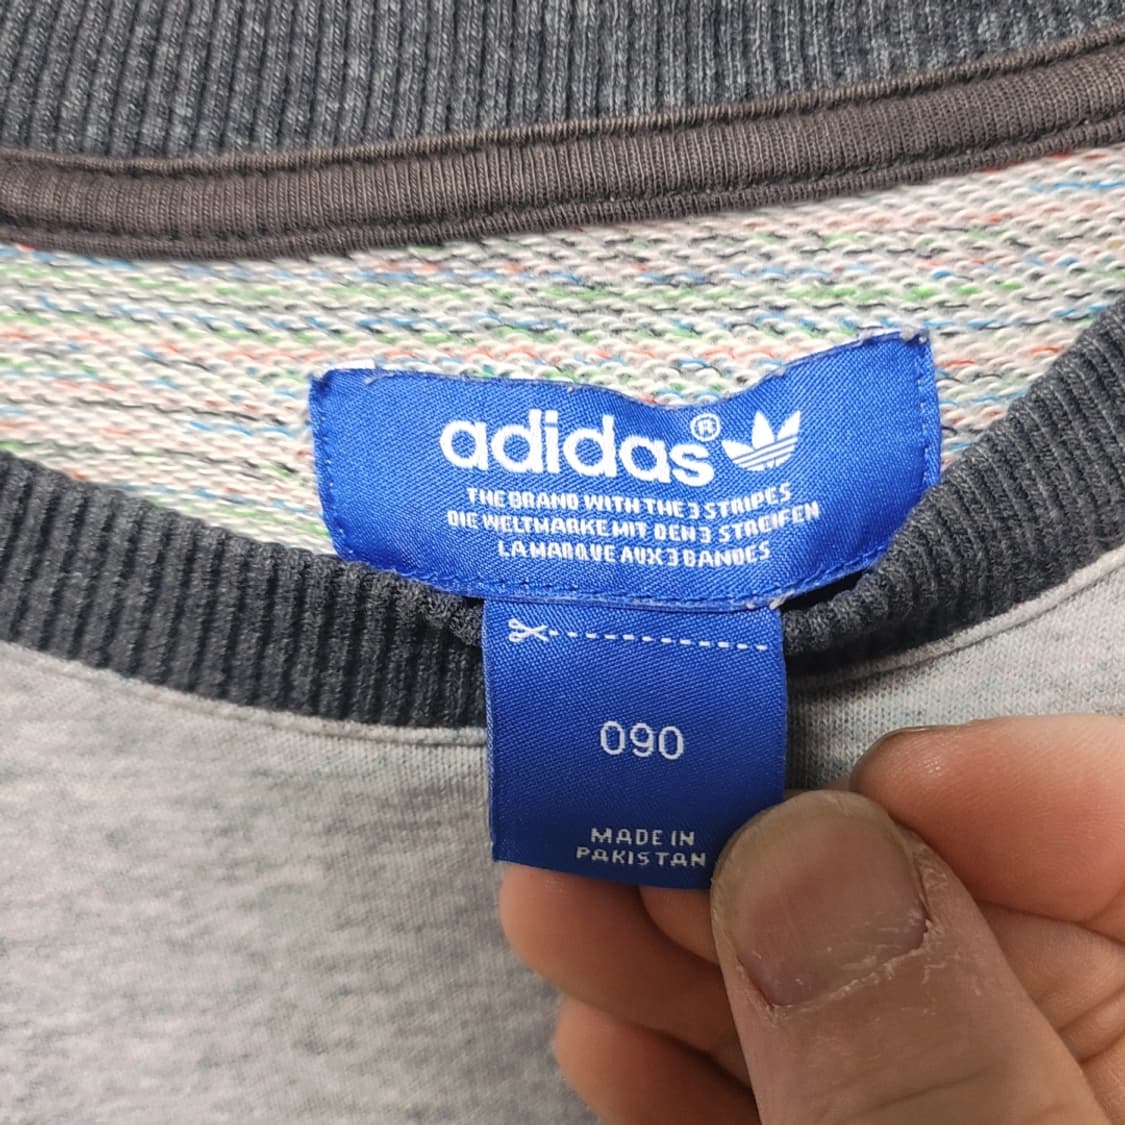 adidas®
THE BRAND WITH THE 3 STRIPES
DIE WELTMARKE MIT DEN 3 STREIFEN
LA MARQUE AUX 3 BANDES
090
MADE IN
PAKISTAN